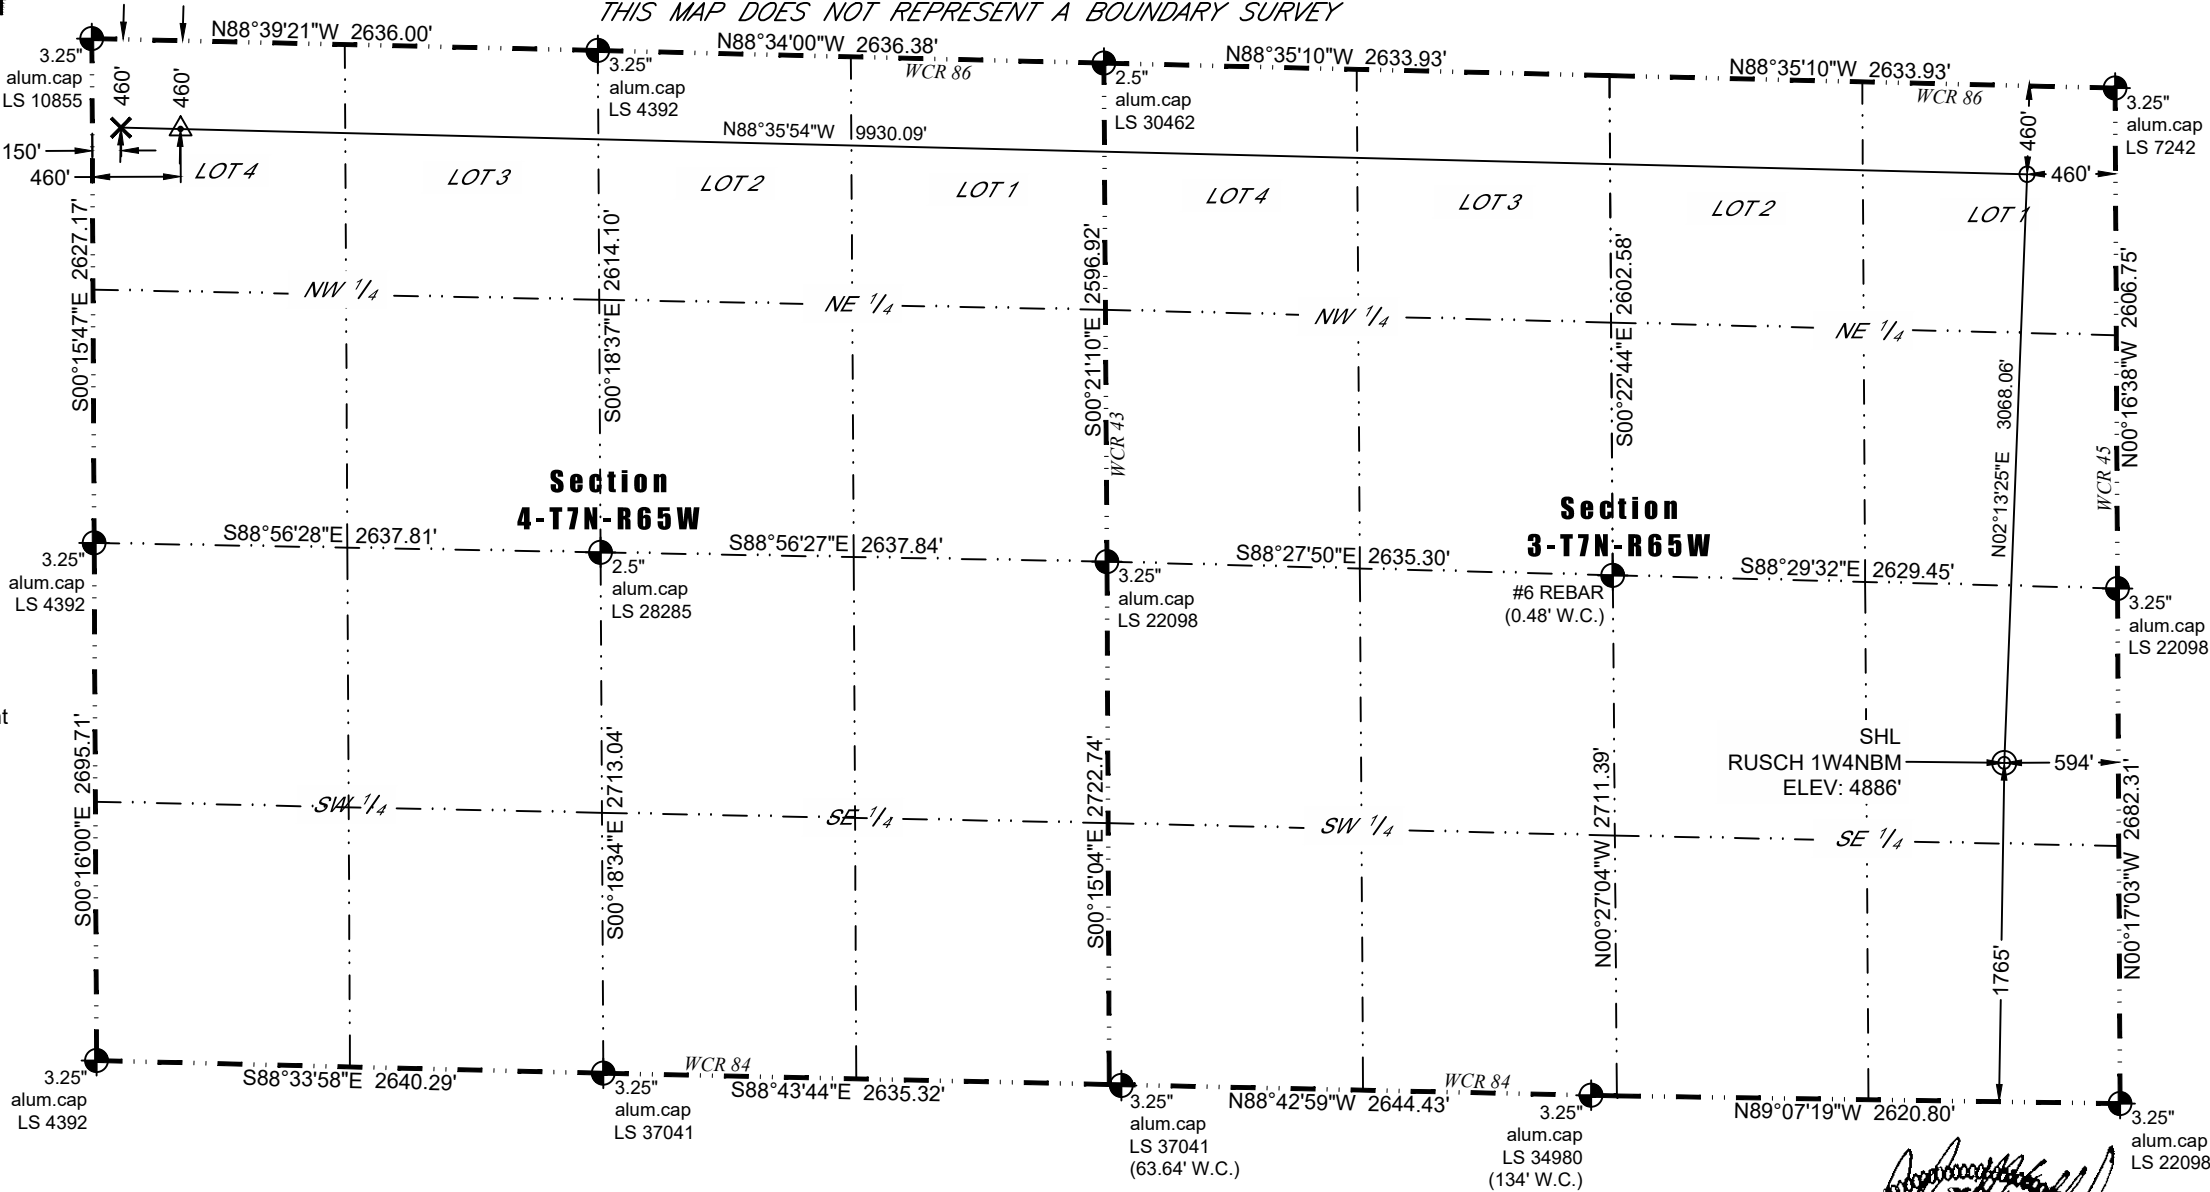 THIS MAP DOES NOT REPRESENT A BOUNDARY SURVEY
N88°39'21"W 2636.00'
N88°34'00"W 2636.38'
N88°35'10"W 2633.93'
N88°35'10"W 2633.93'
WCR 86
WCR 86
3.25"
alum.cap
LS 10855
3.25"
alum.cap
LS 4392
2.5"
alum.cap
LS 30462
3.25"
alum.cap
LS 7242
460'
460'
460'
N88°35'54"W 9930.09'
150'
460'
460'
LOT 4
LOT 3
LOT 2
LOT 1
LOT 4
LOT 3
LOT 2
LOT 1
S00°15'47"E 2627.17'
S00°18'37"E 2614.10'
S00°21'10"E 2596.92'
S00°22'44"E 2602.58'
N00°16'38"W 2606.75'
NW 1/4
NE 1/4
NW 1/4
NE 1/4
WCR 43
N02°13'25"E 3068.06'
WCR 45
Section
4-T7N-R65W
Section
3-T7N-R65W
S88°56'28"E 2637.81'
S88°56'27"E 2637.84'
S88°27'50"E 2635.30'
S88°29'32"E 2629.45'
3.25"
alum.cap
LS 4392
2.5"
alum.cap
LS 28285
3.25"
alum.cap
LS 22098
#6 REBAR
(0.48' W.C.)
3.25"
alum.cap
LS 22098
SHL
RUSCH 1W4NBM
ELEV: 4886'
594'
S00°16'00"E 2695.71'
S00°18'34"E 2713.04'
S00°15'04"E 2722.74'
N00°27'04"W 2711.39'
N00°17'03"W 2682.31'
SW 1/4
SE 1/4
SW 1/4
SE 1/4
1765'
WCR 84
WCR 84
S88°33'58"E 2640.29'
S88°43'44"E 2635.32'
N88°42'59"W 2644.43'
N89°07'19"W 2620.80'
3.25"
alum.cap
LS 4392
3.25"
alum.cap
LS 37041
3.25"
alum.cap
LS 37041
(63.64' W.C.)
3.25"
alum.cap
LS 34980
(134' W.C.)
3.25"
alum.cap
LS 22098